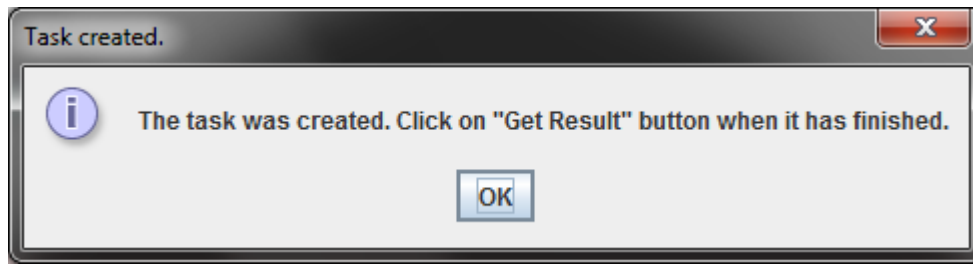 Task created.
The task was created. Click on "Get Result" button when it has finished.
OK